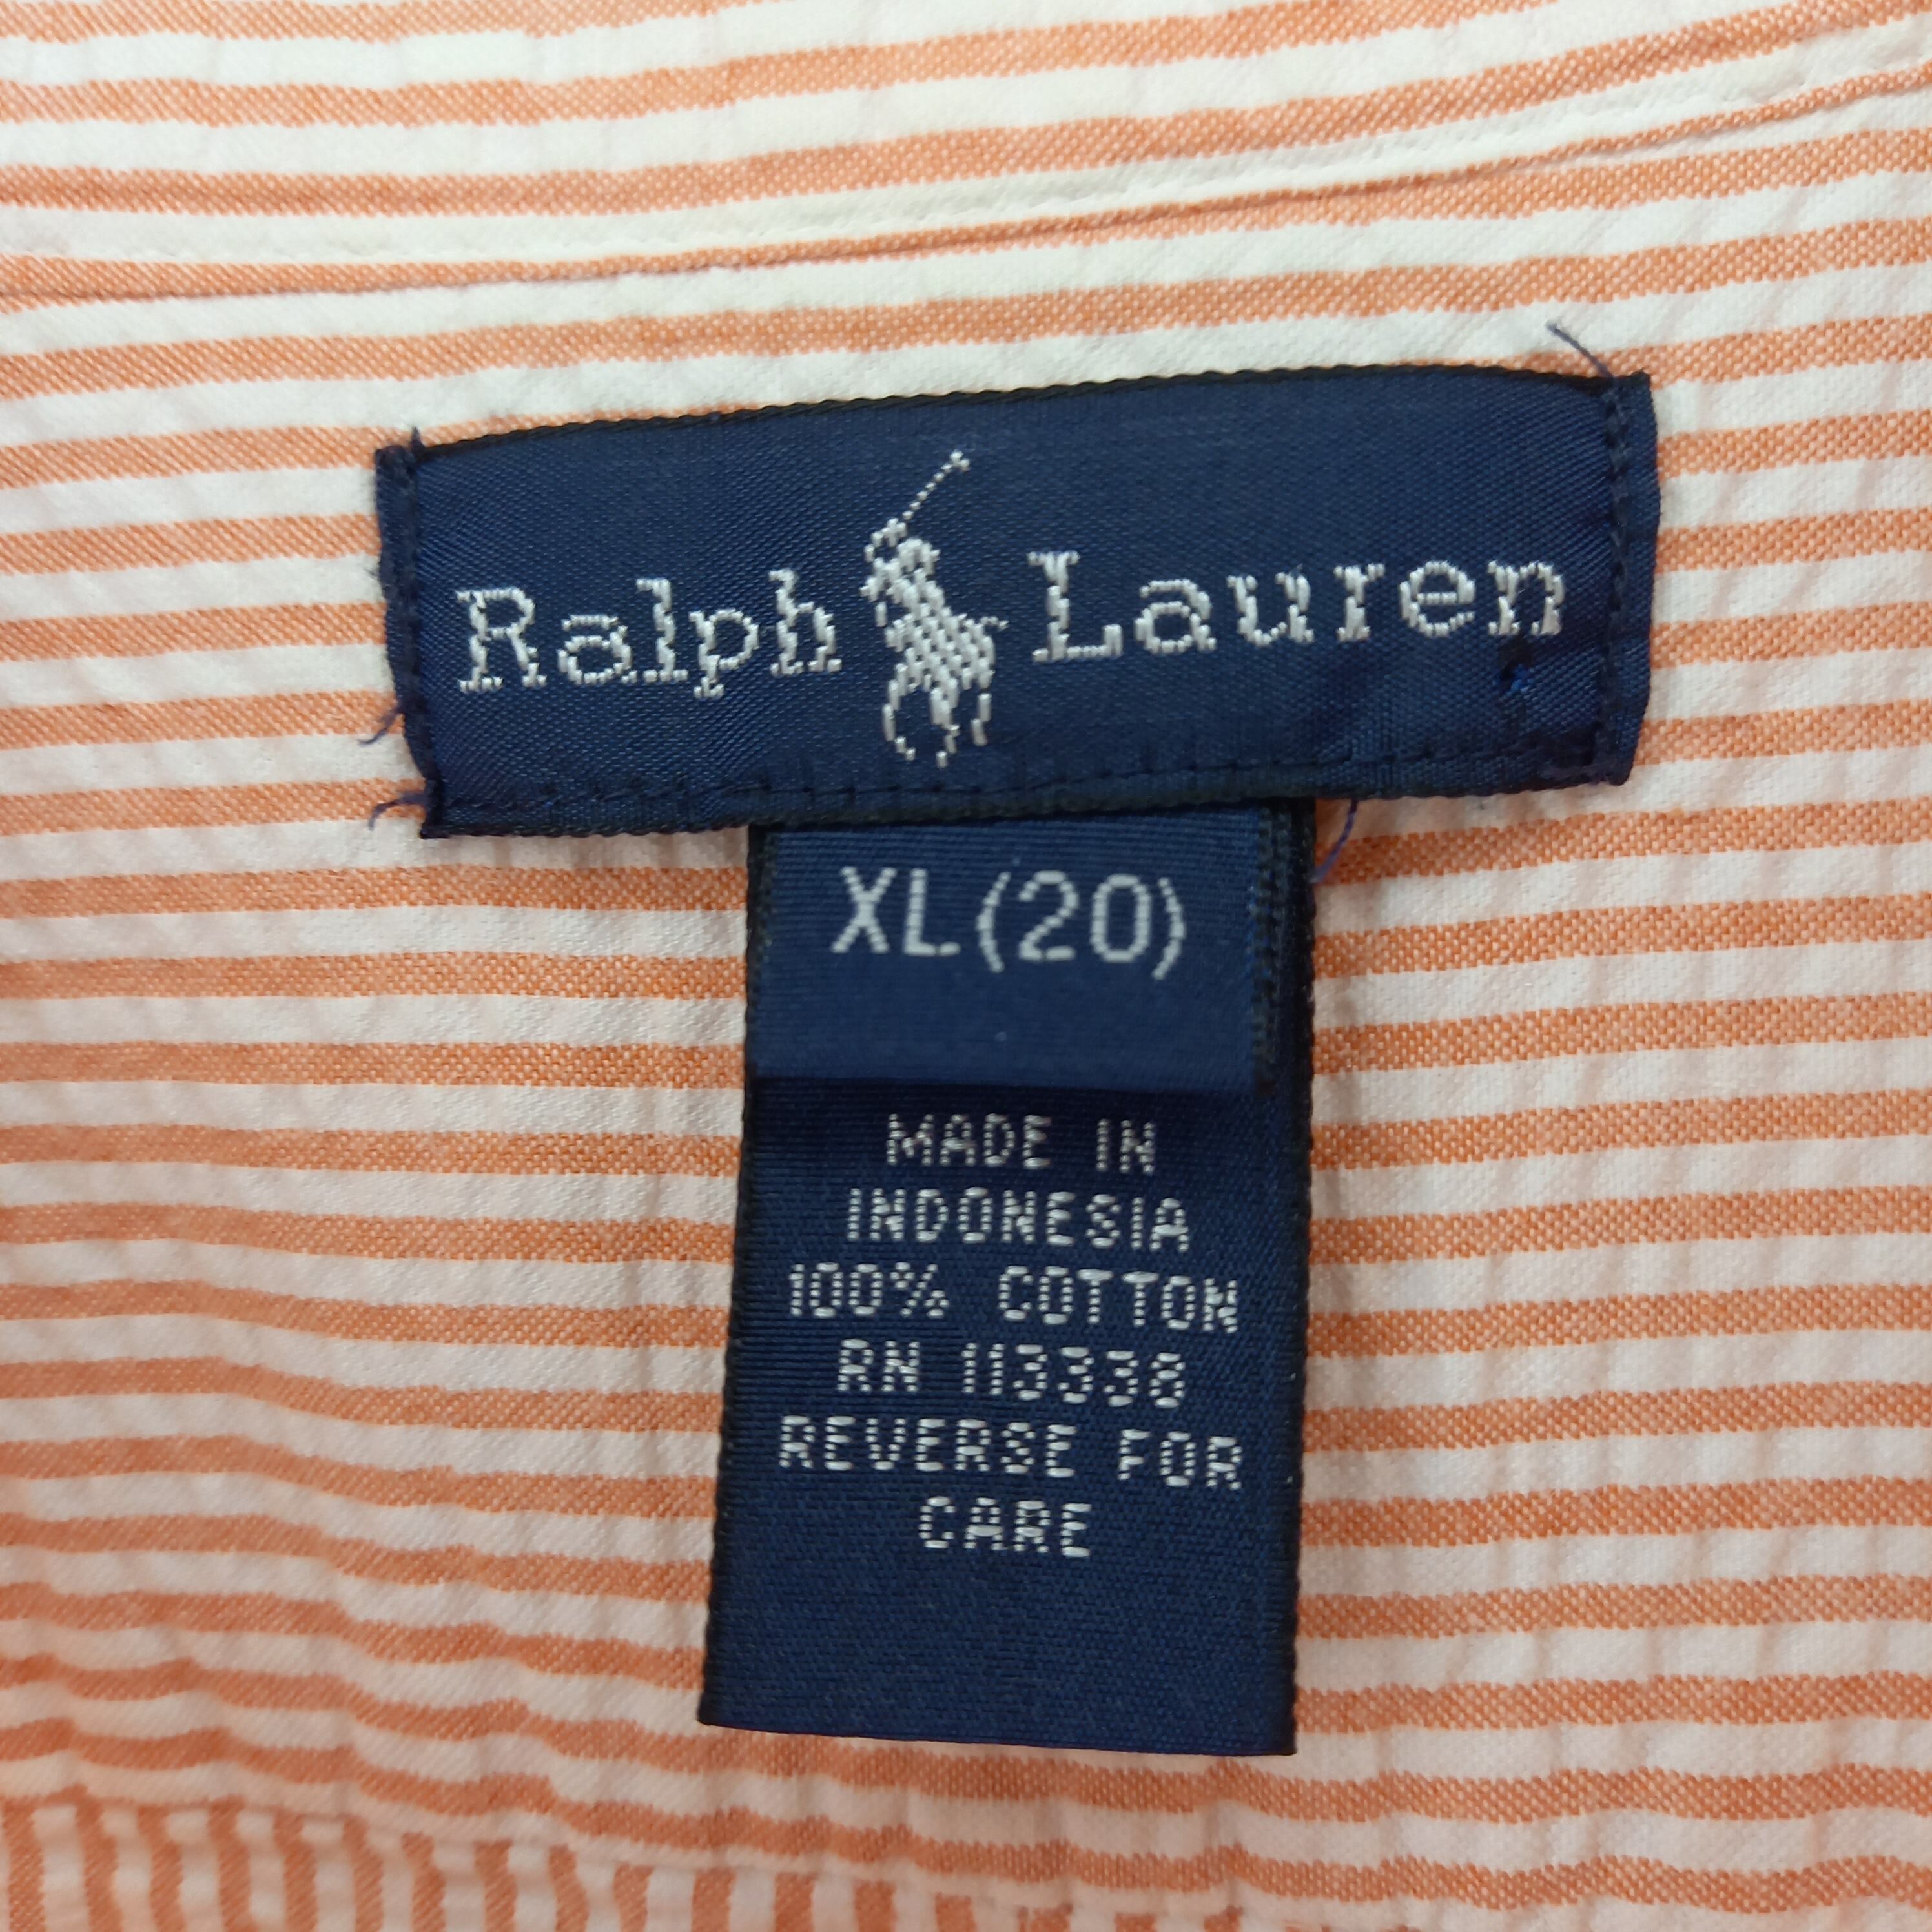 Ralph Lauren
XL (20)
MADE IN
INDONESIA
100% COTTON
RN 113338
REVERSE FOR
CARE